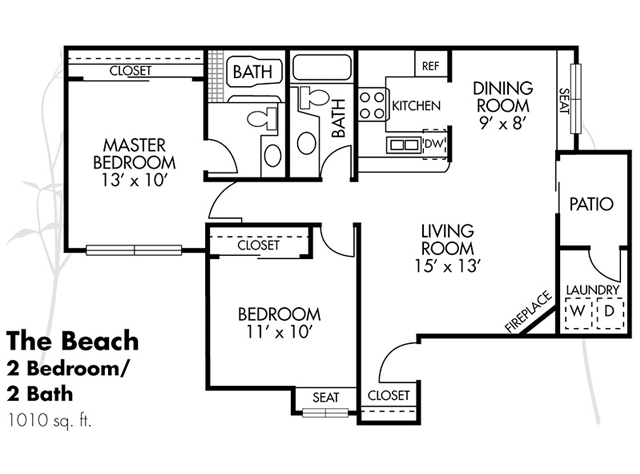 CLOSET
BATH
BATH
REF
KITCHEN
DW
DINING
ROOM
9' x 8'
SEAT
MASTER
BEDROOM
13' x 10'
PATIO
LIVING
ROOM
15' x 13'
CLOSET
BEDROOM
11' x 10'
FIREPLACE
LAUNDRY
W D
SEAT
CLOSET
The Beach
2 Bedroom/
2 Bath
1010 sq. ft.